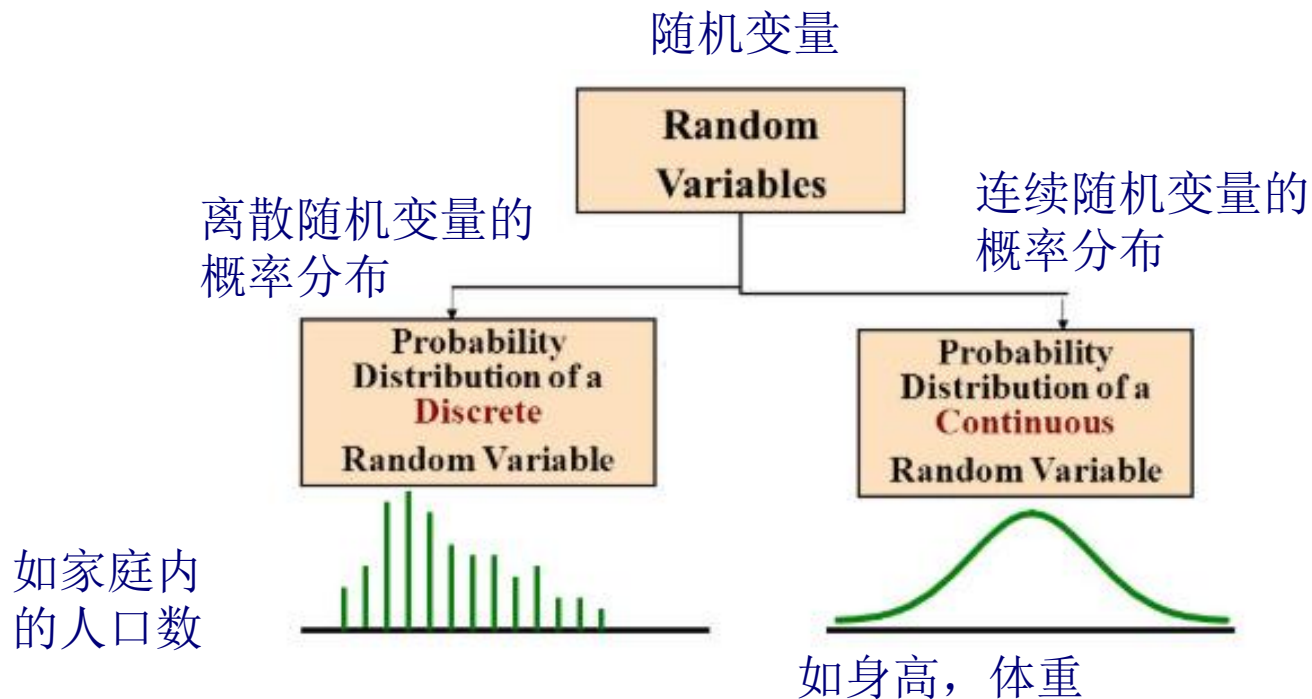 随机变量
Random
Variables
离散随机变量的
概率分布
连续随机变量的
概率分布
Probability
Distribution of a
Discrete
Random Variable
Probability
Distribution of a
Continuous
Random Variable
如家庭内
的人口数
如身高，体重